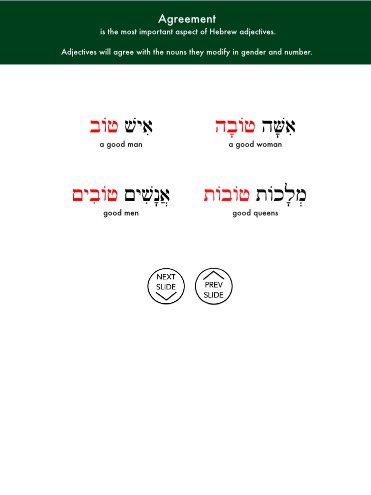 Agreement
is the most important aspect of Hebrew adjectives.
Adjectives will agree with the nouns they modify in gender and number.
אִישׁ טוֹב
a good man
אִשָּׁה טוֹבָה
a good woman
אֲנָשִׁים טוֹבִים
good men
מְלָכוֹת טוֹבוֹת
good queens
NEXT
SLIDE
PREV
SLIDE